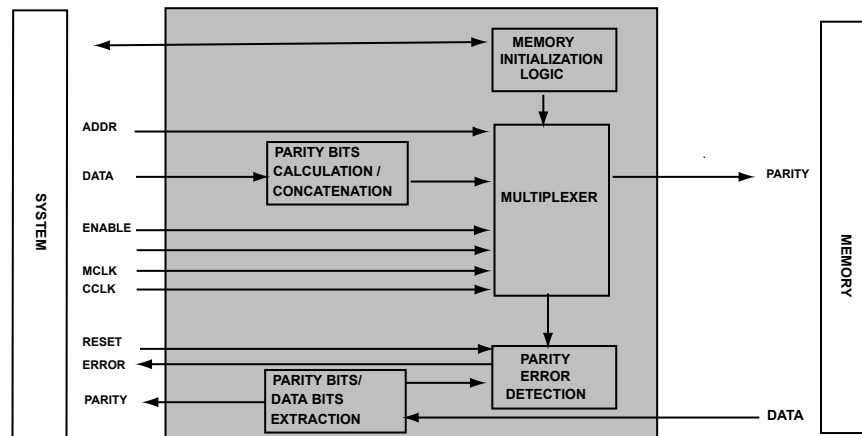 SYSTEM
MEMORY
INITIALIZATION
LOGIC
ADDR
PARITY BITS
CALCULATION /
CONCATENATION
DATA
MULTIPLEXER
PARITY
ENABLE
MCLK
CCLK
RESET
ERROR
PARITY
PARITY
ERROR
DETECTION
PARITY BITS/
DATA BITS
EXTRACTION
DATA
MEMORY